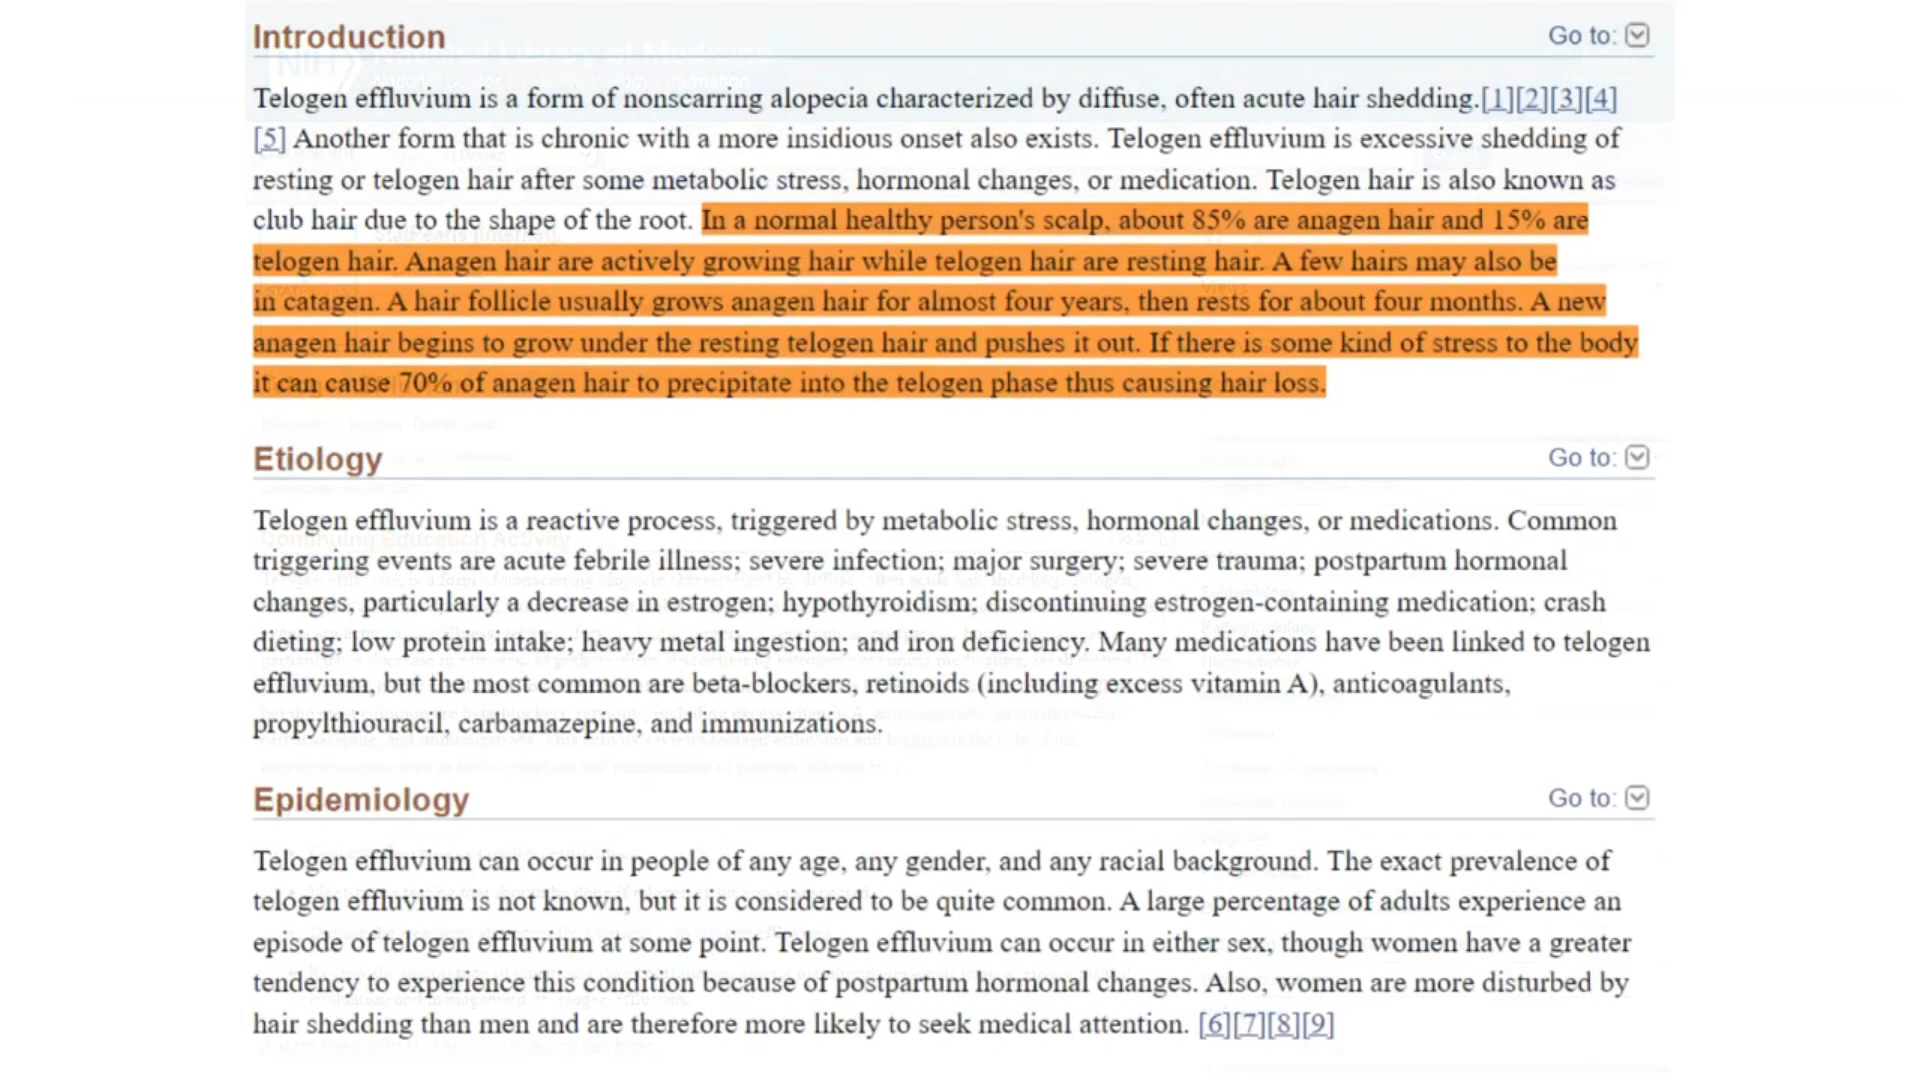 Introduction
Go to:
Telogen effluvium is a form of nonscarring alopecia characterized by diffuse, often acute hair shedding.[1][2][3][4]
[5] Another form that is chronic with a more insidious onset also exists. Telogen effluvium is excessive shedding of
resting or telogen hair after some metabolic stress, hormonal changes, or medication. Telogen hair is also known as
club hair due to the shape of the root. In a normal healthy person's scalp, about 85% are anagen hair and 15% are
telogen hair. Anagen hair are actively growing hair while telogen hair are resting hair. A few hairs may also be
in catagen. A hair follicle usually grows anagen hair for almost four years, then rests for about four months. A new
anagen hair begins to grow under the resting telogen hair and pushes it out. If there is some kind of stress to the body
it can cause 70% of anagen hair to precipitate into the telogen phase thus causing hair loss.
Etiology
Go to:
Telogen effluvium is a reactive process, triggered by metabolic stress, hormonal changes, or medications. Common
triggering events are acute febrile illness; severe infection; major surgery; severe trauma; postpartum hormonal
changes, particularly a decrease in estrogen; hypothyroidism; discontinuing estrogen-containing medication; crash
dieting; low protein intake; heavy metal ingestion; and iron deficiency. Many medications have been linked to telogen
effluvium, but the most common are beta-blockers, retinoids (including excess vitamin A), anticoagulants,
propylthiouracil, carbamazepine, and immunizations.
Epidemiology
Go to:
Telogen effluvium can occur in people of any age, any gender, and any racial background. The exact prevalence of
telogen effluvium is not known, but it is considered to be quite common. A large percentage of adults experience an
episode of telogen effluvium at some point. Telogen effluvium can occur in either sex, though women have a greater
tendency to experience this condition because of postpartum hormonal changes. Also, women are more disturbed by
hair shedding than men and are therefore more likely to seek medical attention. [6][7][8][9]